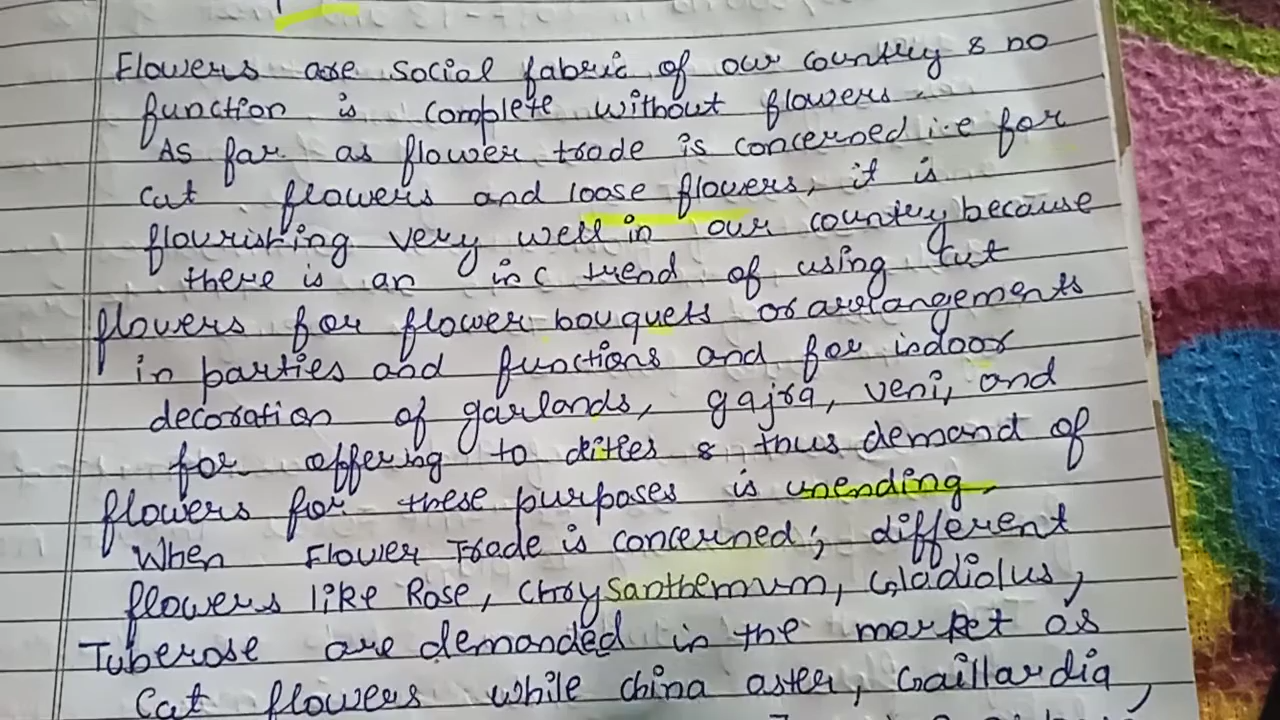 Flowers are social fabric of our country & no
function is complete without flowers.
As far as flower trade is concerned i.e for
cut flowers and loose flowers, it is
flourishing very well in our country because
there is an inc trend of using cut
flowers for flower bouquets or arrangements
in parties and functions and for indoor
decoration of garlands, gajra, veni, and
for offering to dities & thus demand of
flowers for these purposes is unending,
When Flower Trade is concerned; different
flowers like Rose, Chrysanthemum, Gladiolus,
Tuberose are demanded in the market as
Cut flowers while china aster, Gaillardia,